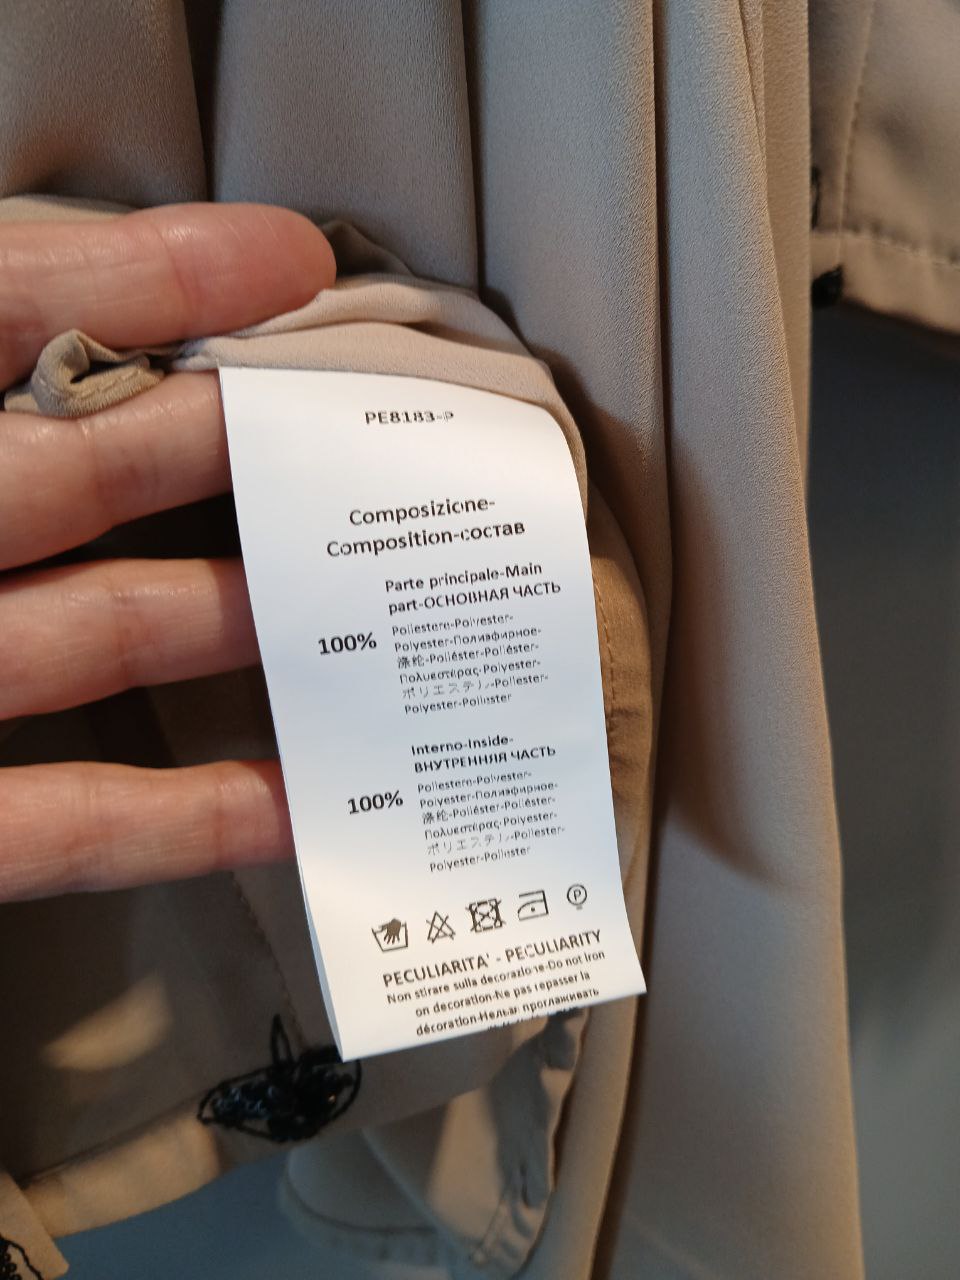 PE8183-P
Composizione-
Composition-состав
Parte principale-Main
part-ОСНОВНАЯ ЧАСТЬ
100%
Poliestere-Polyester-
Polyester-Полиэфирное-
涤纶-Poliéster-Poliéster-
Πολυεστέρας-Polyester-
ポリエステル-Poliester-
Polyester-Poliester
Interno-Inside-
ВНУТРЕННЯЯ ЧАСТЬ
100%
Poliestere-Polyester-
Polyester-Полиэфирное-
涤纶-Poliéster-Poliéster-
Πολυεστέρας-Polyester-
ポリエステル-Poliester-
Polyester-Poliester
P
PECULIARITA' - PECULIARITY
Non stirare sulla decorazione-Do not iron
on decoration-Ne pas repasser la
décoration-Нельзя проглаживать